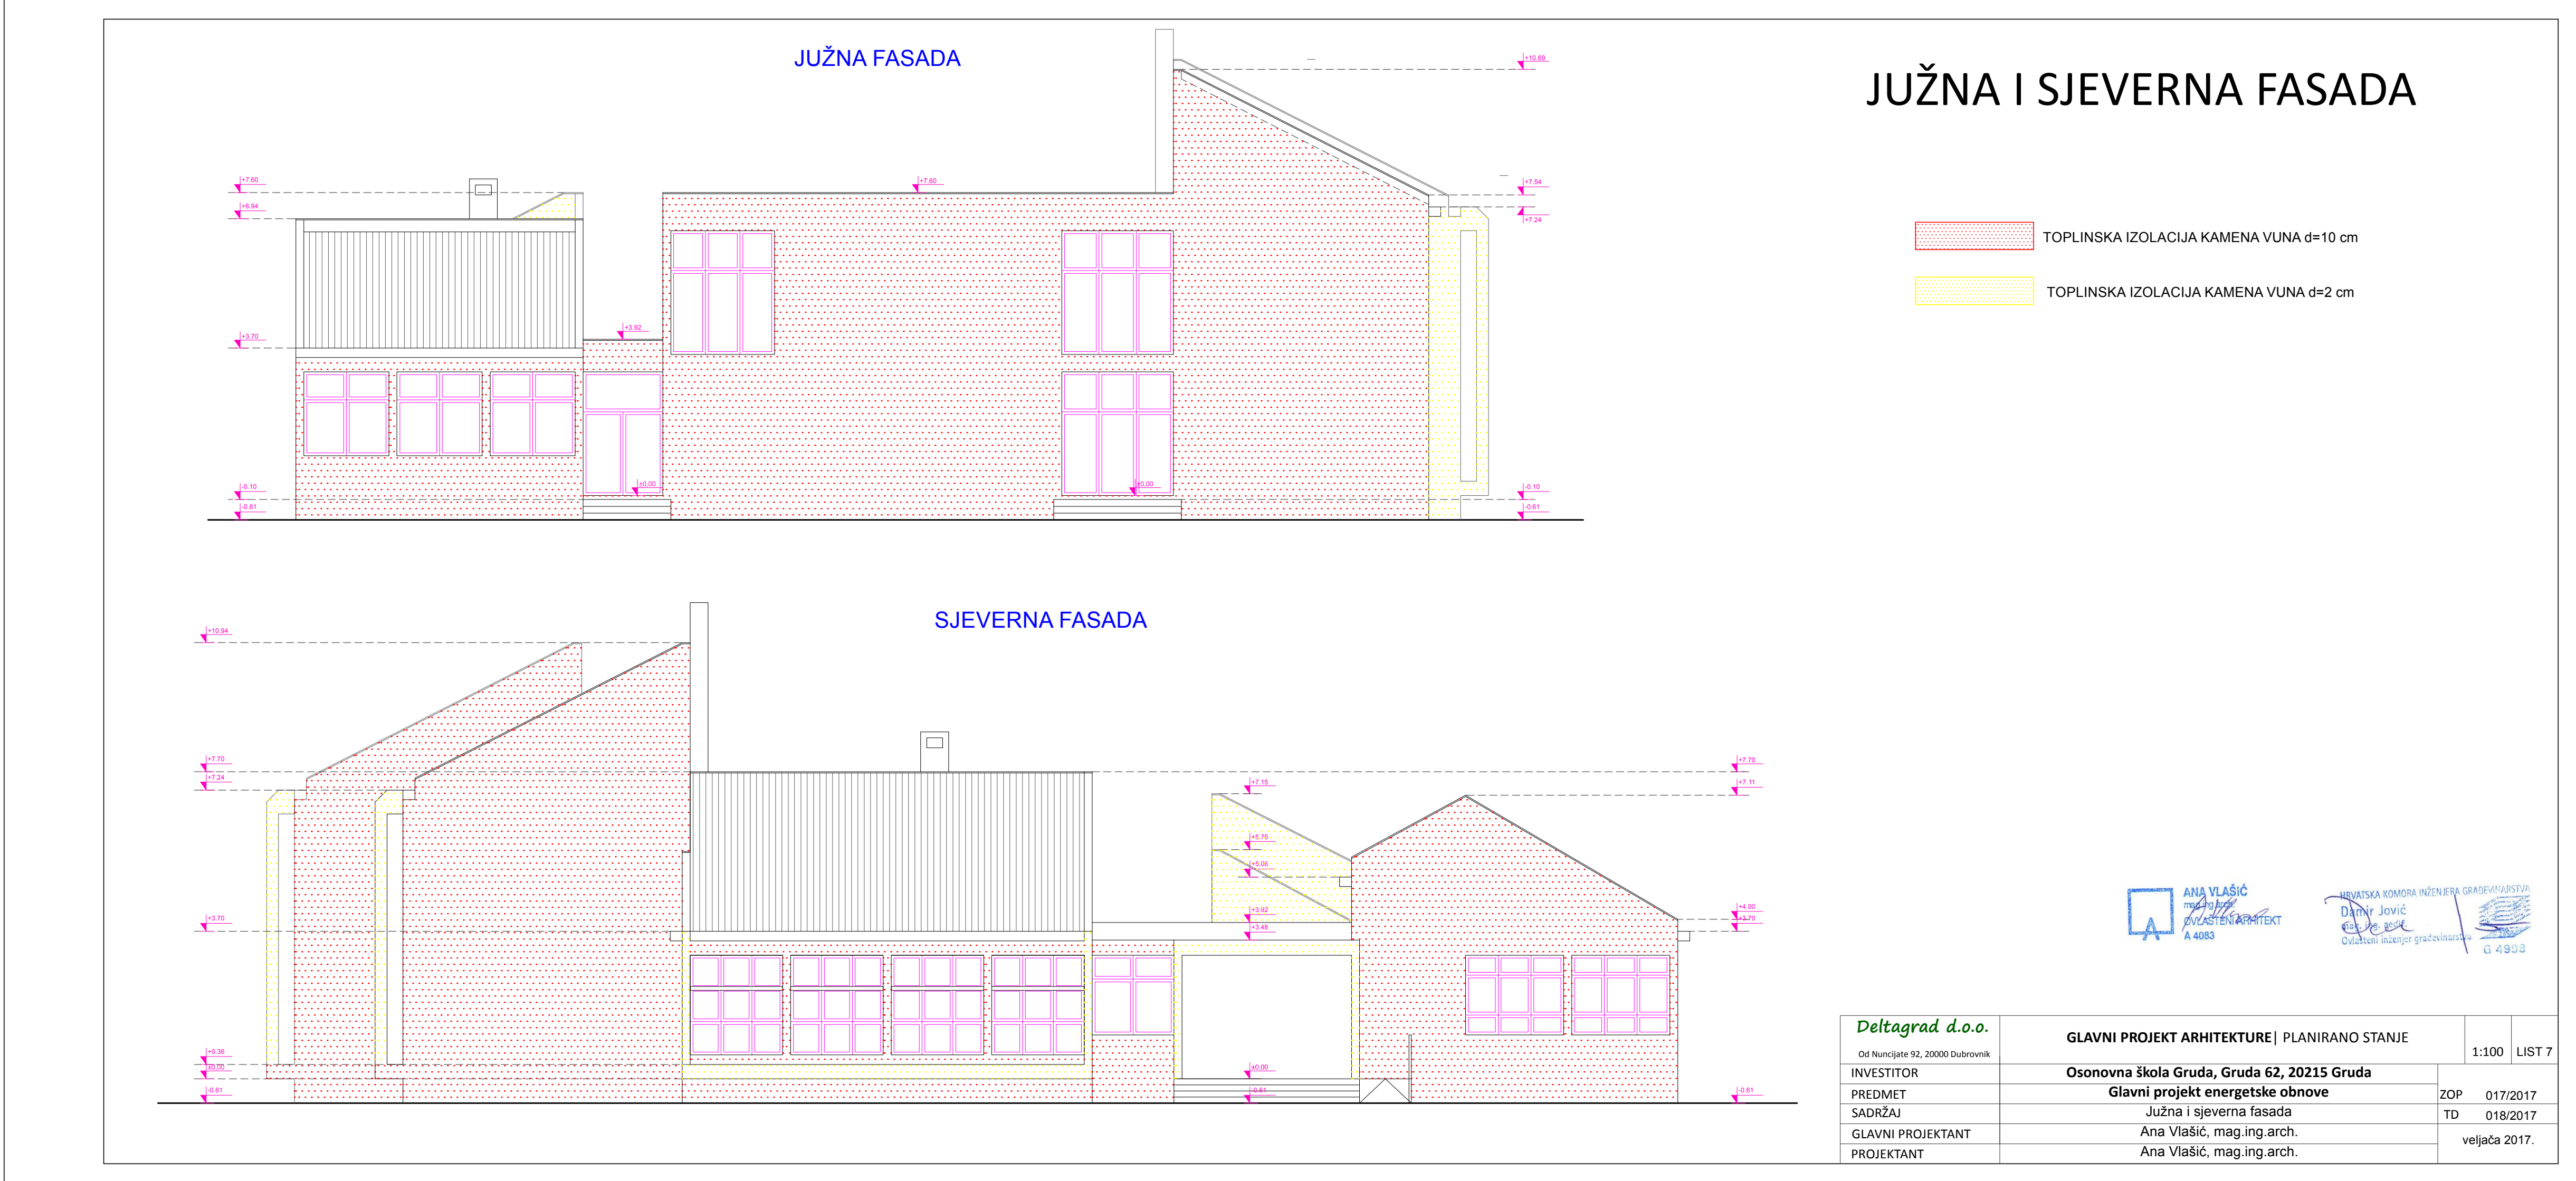 JUŽNA FASADA
JUŽNA I SJEVERNA FASADA
+10.69
+7.60
+6.94
+7.60
+7.54
+7.24
TOPLINSKA IZOLACIJA KAMENA VUNA d=10 cm
TOPLINSKA IZOLACIJA KAMENA VUNA d=2 cm
+3.92
+3.70
±0,00
±0.00
-0.10
-0.61
-0.10
-0.61
SJEVERNA FASADA
+10.94
+7.70
+7.24
+7.70
+7.11
+7.15
+5.75
+5.06
+3.92
+3.48
+3.70
+4.00
+3.70
+0.36
±0.00
-0.61
±0.00
-0.61
-0.61
ANA VLAŠIĆ
mag.ing.arch.
OVLAŠTENI ARHITEKT
A 4083
HRVATSKA KOMORA INŽENJERA GRAĐEVINARSTVA
Damir Jović
Ovlašteni inženjer građevinarstva
G 4998
Deltagrad d.o.o.
Od Nuncijate 92, 20000 Dubrovnik
GLAVNI PROJEKT ARHITEKTURE| PLANIRANO STANJE
1:100 LIST 7
INVESTITOR Osonovna škola Gruda, Gruda 62, 20215 Gruda
PREDMET Glavni projekt energetske obnove
ZOP 017/2017
SADRŽAJ Južna i sjeverna fasada
TD 018/2017
GLAVNI PROJEKTANT Ana Vlašić, mag.ing.arch.
veljača 2017.
PROJEKTANT Ana Vlašić, mag.ing.arch.